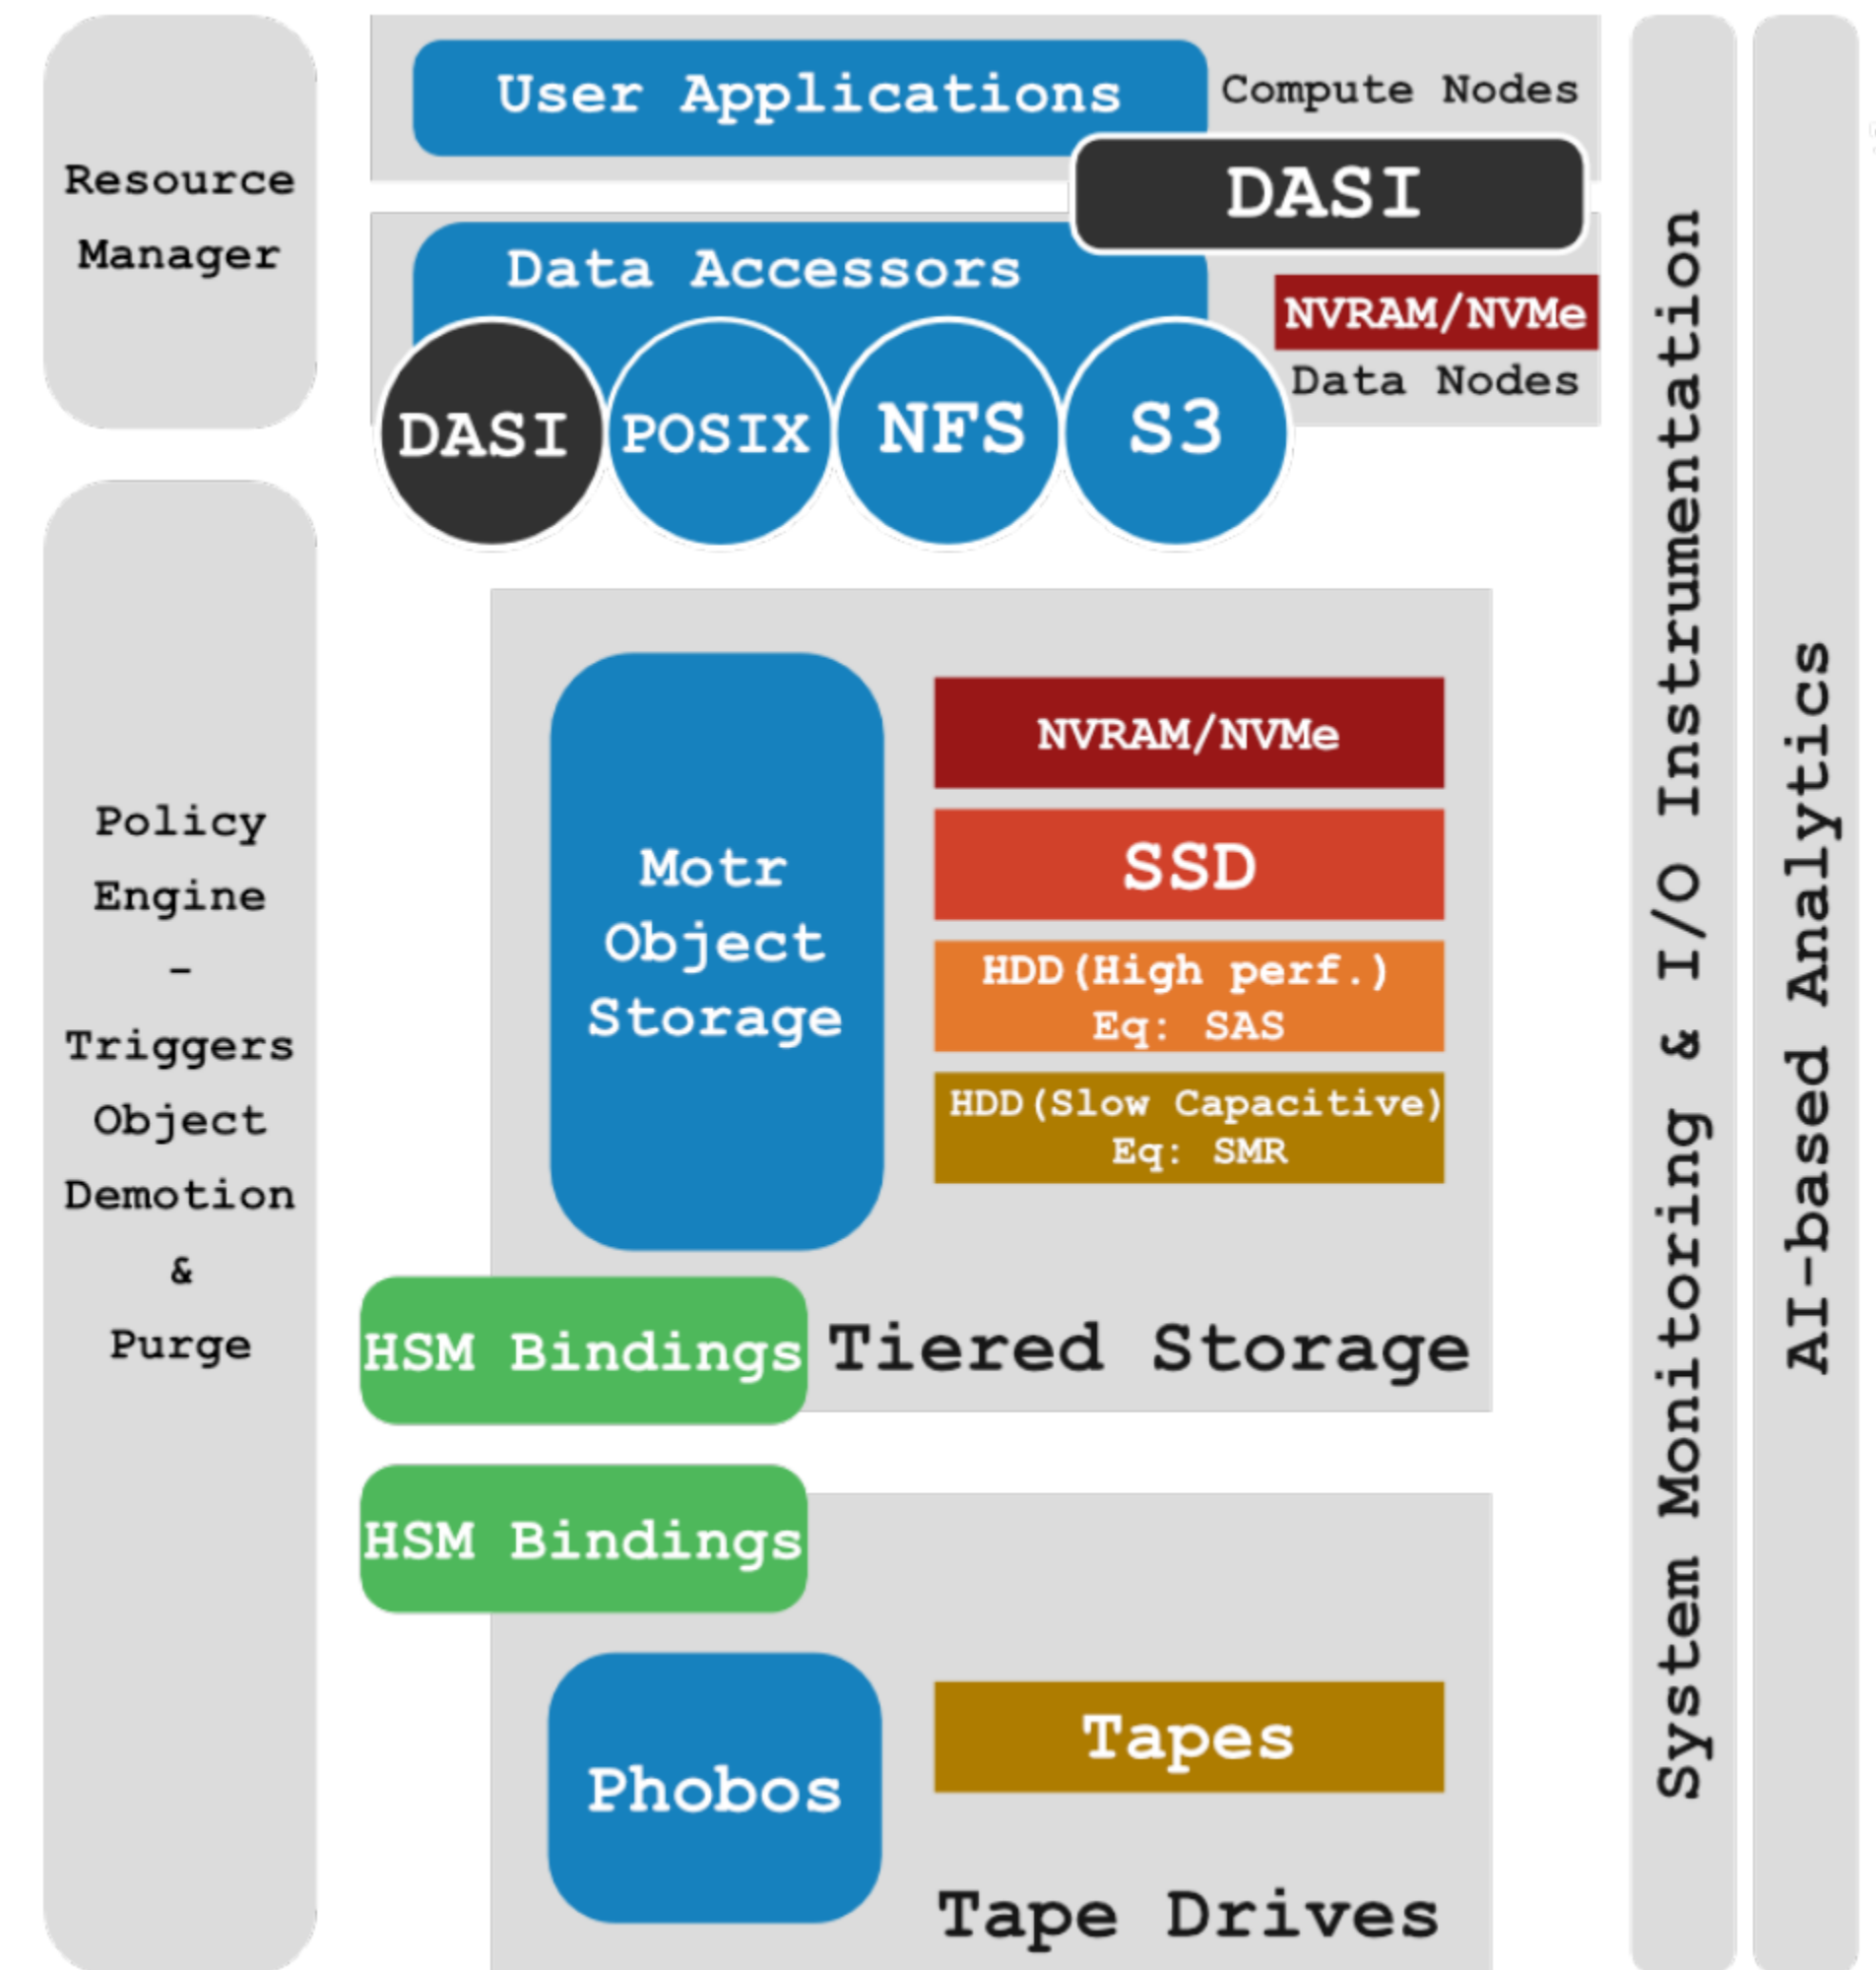 Resource
Manager
User Applications
Compute Nodes
DASI
Data Accessors
NVRAM/NVMe
Data Nodes
DASI
POSIX
NFS
S3
Policy
Engine
-
Triggers
Object
Demotion
&
Purge
Motr
Object
Storage
NVRAM/NVMe
SSD
HDD(High perf.)
Eq: SAS
HDD(Slow Capacitive)
Eq: SMR
HSM Bindings
Tiered Storage
HSM Bindings
Phobos
Tapes
Tape Drives
System Monitoring & I/O Instrumentation
AI-based Analytics